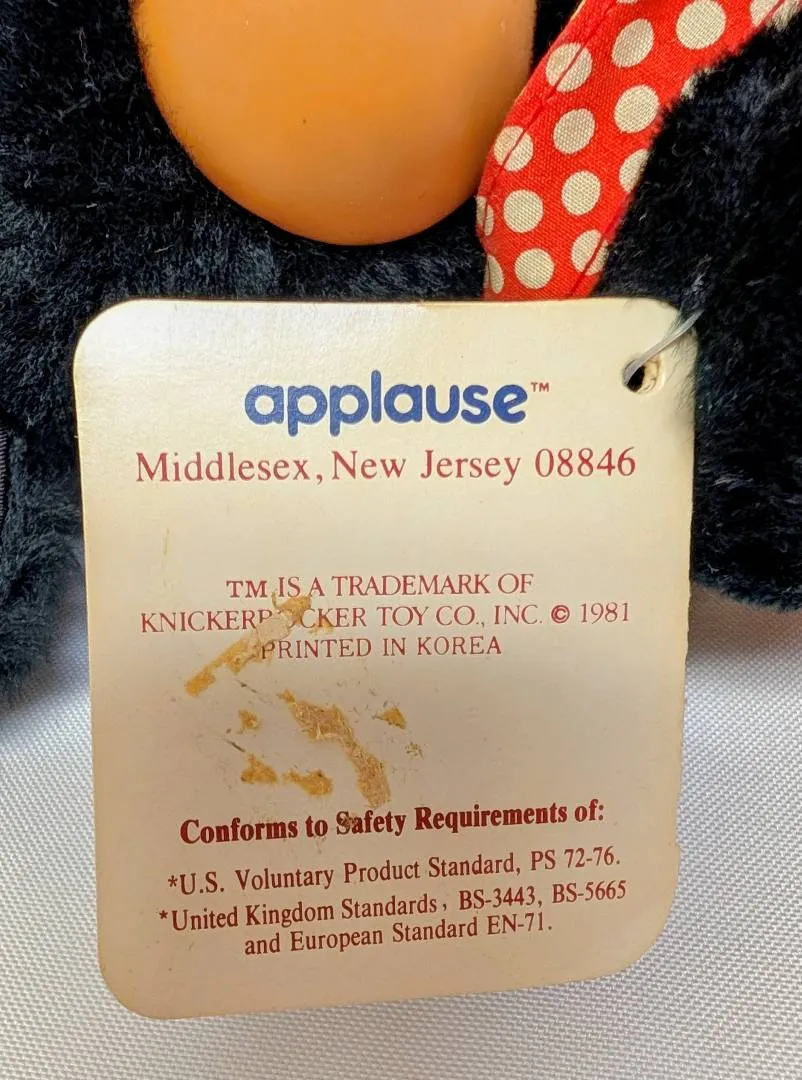 applause™
Middlesex, New Jersey 08846
TM IS A TRADEMARK OF
KNICKERBOCKER TOY CO., INC. © 1981
PRINTED IN KOREA
Conforms to Safety Requirements of:
*U.S. Voluntary Product Standard, PS 72-76.
*United Kingdom Standards, BS-3443, BS-5665
and European Standard EN-71.